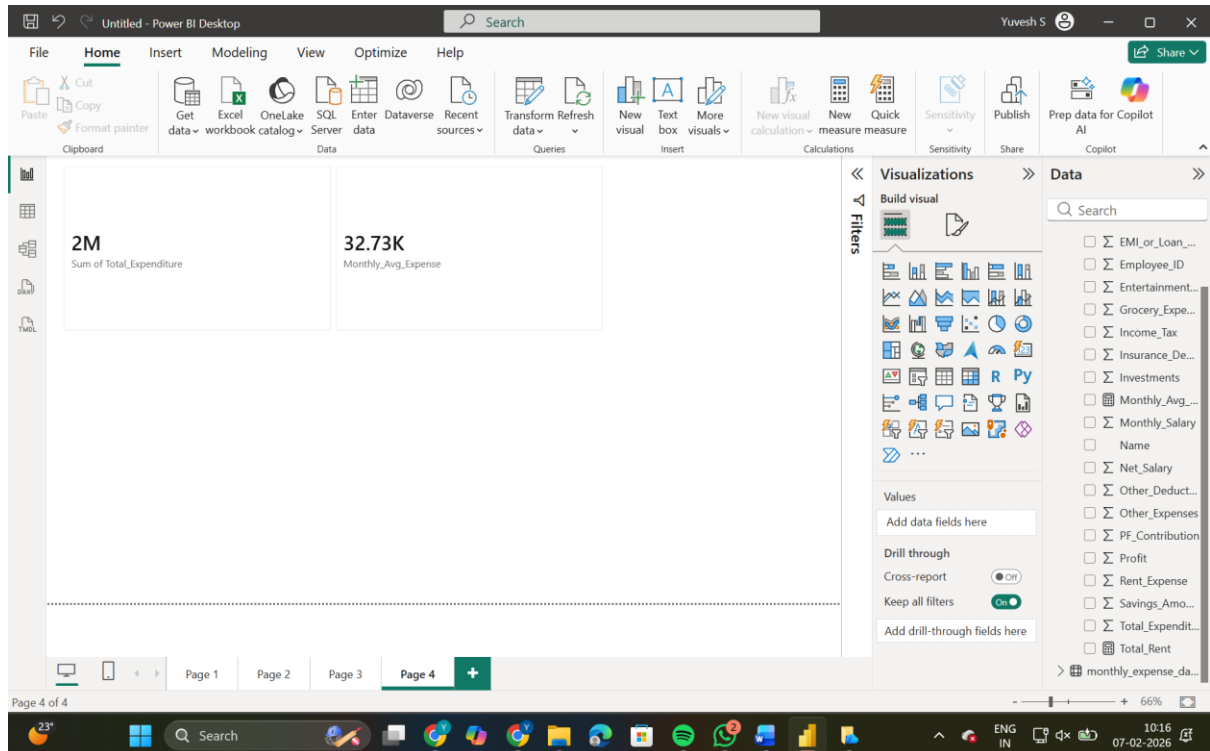 Untitled - Power BI Desktop
Search
Yuvesh S
File Home Insert Modeling View Optimize Help
Share
Paste
Cut
Copy
Format painter
Clipboard
Get data
Excel workbook
OneLake catalog
SQL Server
Enter data
Dataverse
Recent sources
Data
Transform data
Refresh
Queries
New visual
Text box
More visuals
Insert
New visual calculation
New measure
Quick measure
Calculations
Sensitivity
Sensitivity
Publish
Share
Prep data for AI
Copilot
Copilot
2M
Sum of Total_Expenditure
32.73K
Monthly_Avg_Expense
Filters
Visualizations
Build visual
R Py
Values
Add data fields here
Drill through
Cross-report
Off
Keep all filters
On
Add drill-through fields here
Data
Search
EMI_or_Loan_...
Employee_ID
Entertainment...
Grocery_Expe...
Income_Tax
Insurance_De...
Investments
Monthly_Avg_...
Monthly_Salary
Name
Net_Salary
Other_Deduct...
Other_Expenses
PF_Contribution
Profit
Rent_Expense
Savings_Amo...
Total_Expendit...
Total_Rent
monthly_expense_da...
DAX
TMDL
Page 1 Page 2 Page 3 Page 4 +
Page 4 of 4
- + 66%
23°
Search
2
ENG
IN
10:16
07-02-2026